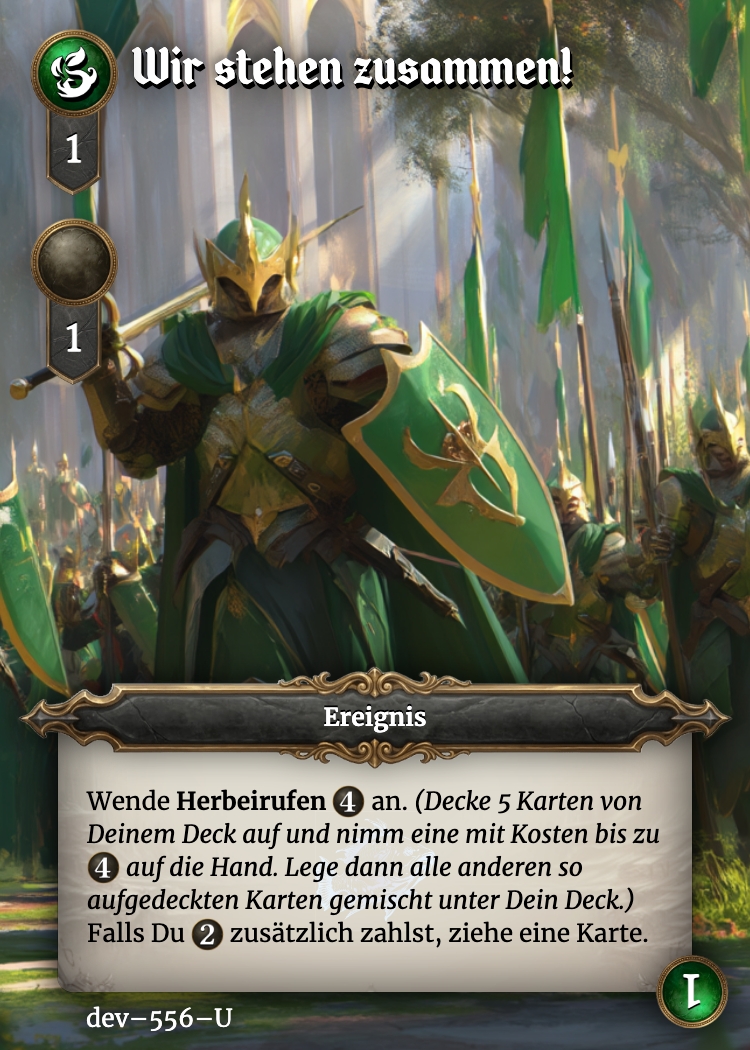 Wir stehen zusammen!
1
1
Ereignis
Wende Herbeirufen 4 an. (Decke 5 Karten von
Deinem Deck auf und nimm eine mit Kosten bis zu
4 auf die Hand. Lege dann alle anderen so
aufgedeckten Karten gemischt unter Dein Deck.)
Falls Du 2 zusätzlich zahlst, ziehe eine Karte.
1
dev–556–U